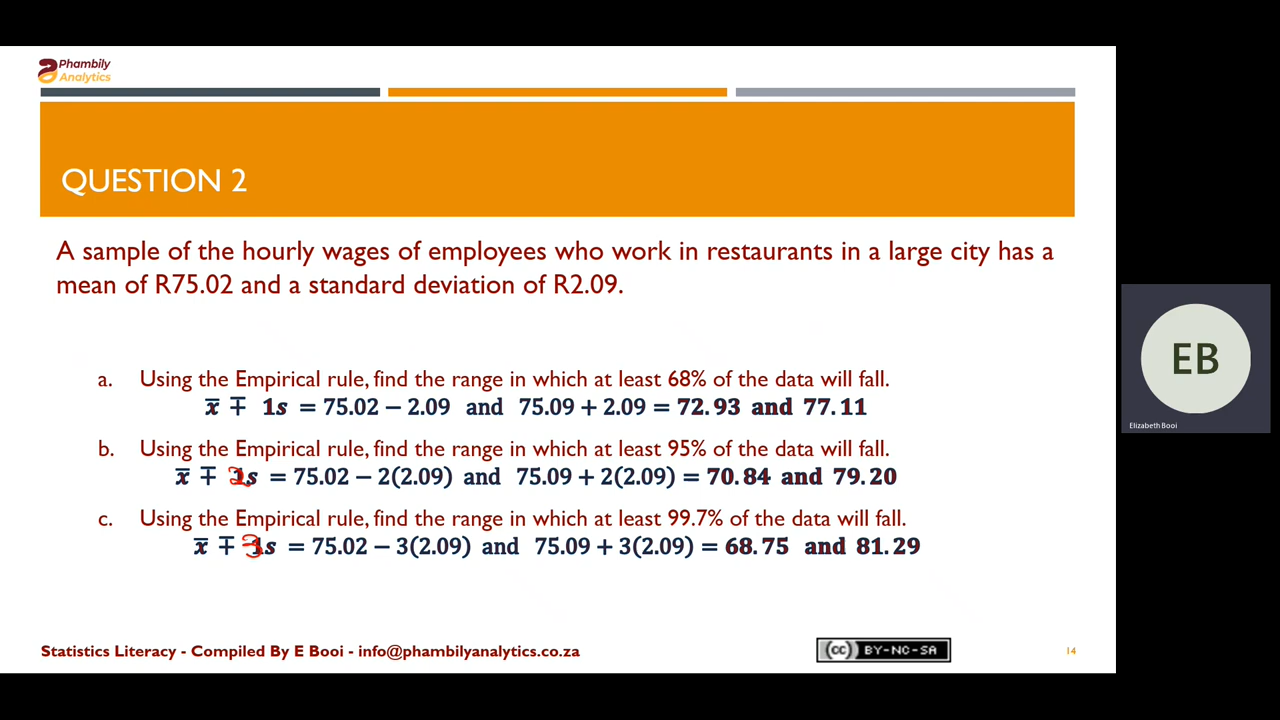 Phambily
Analytics
QUESTION 2
A sample of the hourly wages of employees who work in restaurants in a large city has a
mean of R75.02 and a standard deviation of R2.09.
a. Using the Empirical rule, find the range in which at least 68% of the data will fall.
x̅ ∓ 1s = 75.02 − 2.09 and 75.09 + 2.09 = 72.93 and 77.11
b. Using the Empirical rule, find the range in which at least 95% of the data will fall.
x̅ ∓ 2s = 75.02 − 2(2.09) and 75.09 + 2(2.09) = 70.84 and 79.20
c. Using the Empirical rule, find the range in which at least 99.7% of the data will fall.
x̅ ∓ 3s = 75.02 − 3(2.09) and 75.09 + 3(2.09) = 68.75 and 81.29
EB
Elizabeth Booi
Statistics Literacy - Compiled By E Booi - info@phambilyanalytics.co.za
cc BY-NC-SA
14